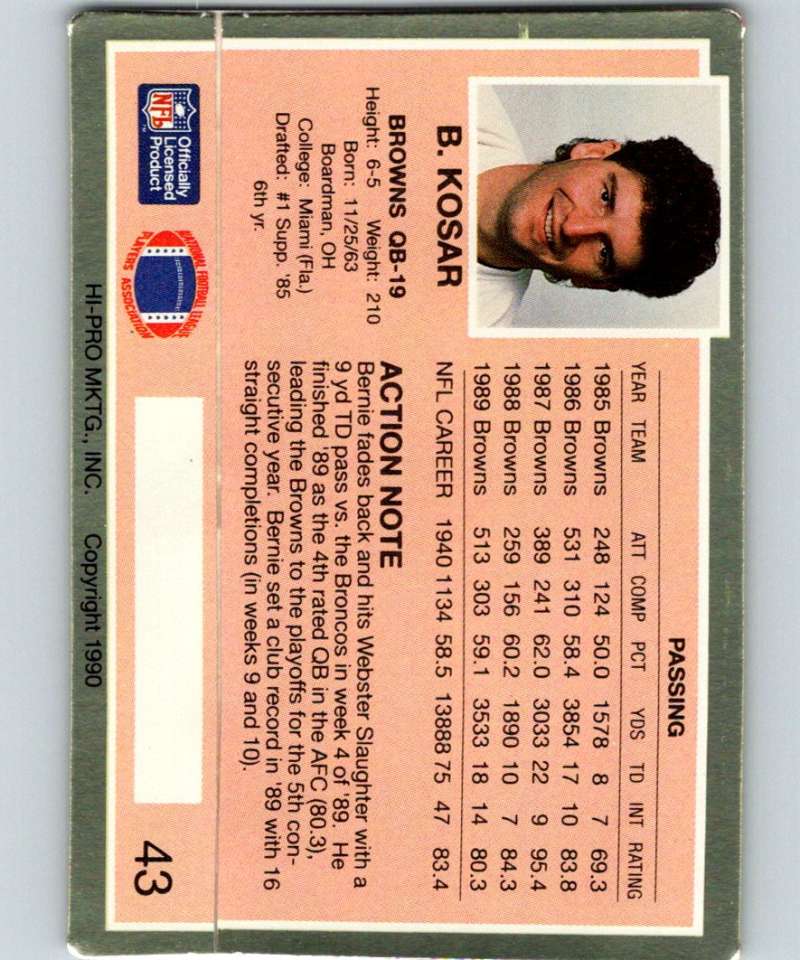 B. KOSAR
BROWNS QB-19
Height: 6-5 Weight: 210
Born: 11/25/63
Boardman, OH
College: Miami (Fla.)
Drafted: #1 Supp. '85
6th yr.
PASSING
YEAR TEAM ATT COMP PCT YDS TD INT RATING
1985 Browns 248 124 50.0 1578 8 7 69.3
1986 Browns 531 310 58.4 3854 17 10 83.8
1987 Browns 389 241 62.0 3033 22 9 95.4
1988 Browns 259 156 60.2 1890 10 7 84.3
1989 Browns 513 303 59.1 3533 18 14 80.3
NFL CAREER 1940 1134 58.5 13888 75 47 83.4
ACTION NOTE
Bernie fades back and hits Webster Slaughter with a
9 yd TD pass vs. the Broncos in week 4 of '89. He
finished '89 as the 4th rated QB in the AFC (80.3),
leading the Browns to the playoffs for the 5th con-
secutive year. Bernie set a club record in '89 with 16
straight completions (in weeks 9 and 10).
NFL
TM
Officially
Licensed
Product
NATIONAL FOOTBALL LEAGUE
PLAYERS ASSOCIATION
43
HI-PRO MKTG., INC. Copyright 1990